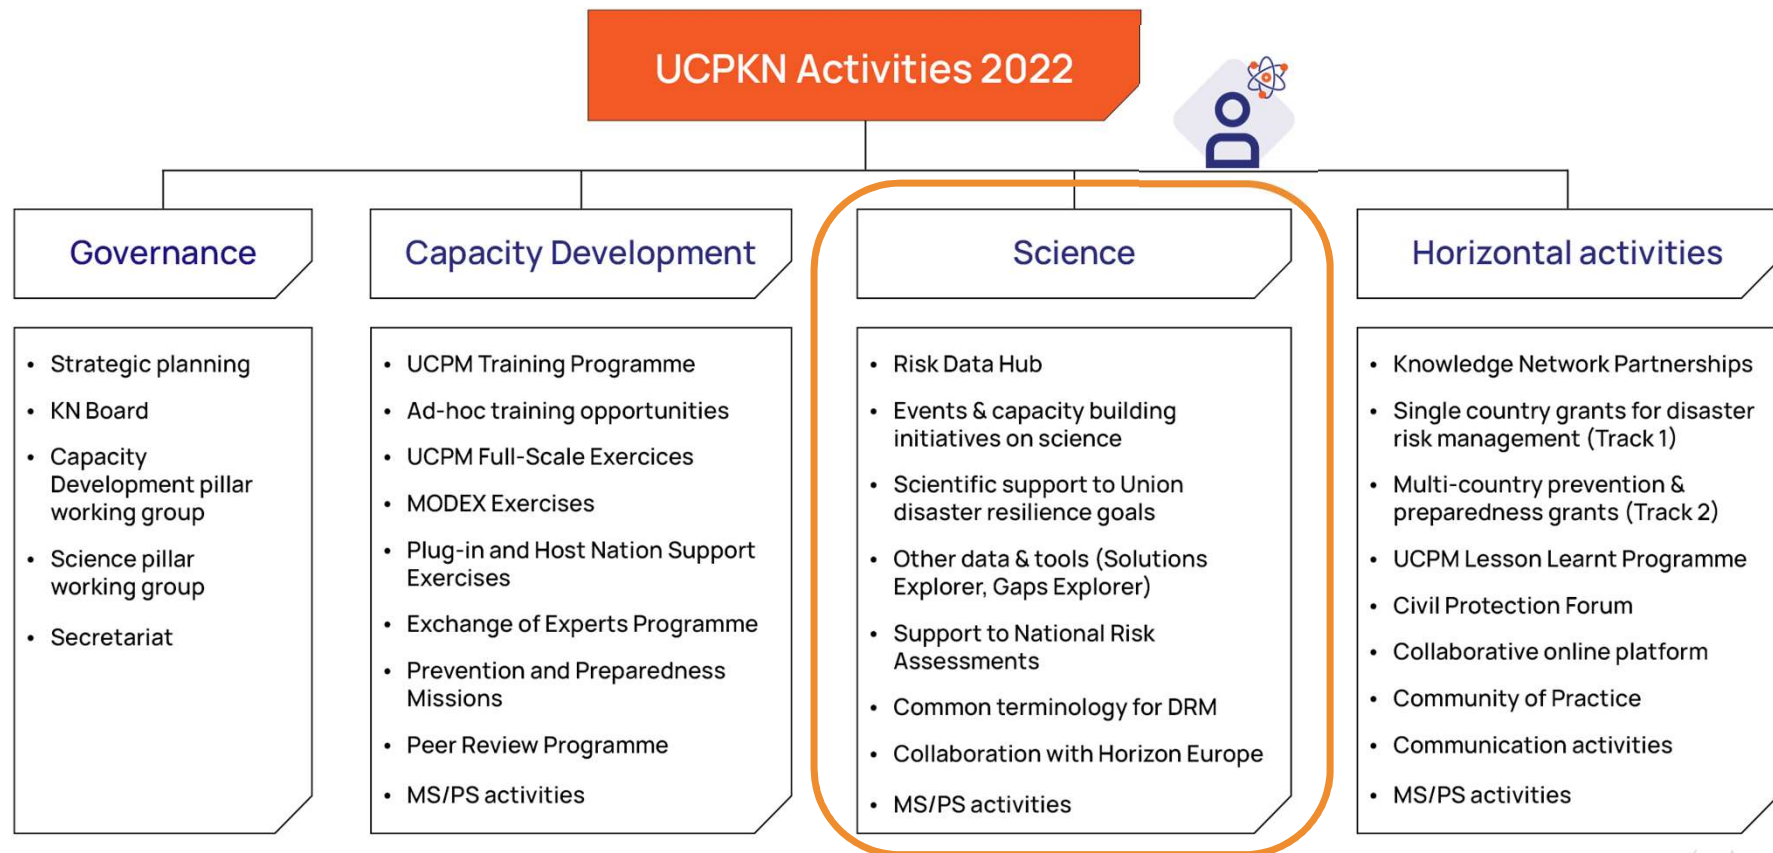 UCPKN Activities 2022
Governance
• Strategic planning
• KN Board
• Capacity
Development pillar
working group
• Science pillar
working group
• Secretariat
Capacity Development
• UCPM Training Programme
• Ad-hoc training opportunities
• UCPM Full-Scale Exercices
• MODEX Exercises
• Plug-in and Host Nation Support
Exercises
• Exchange of Experts Programme
• Prevention and Preparedness
Missions
• Peer Review Programme
• MS/PS activities
Science
• Risk Data Hub
• Events & capacity building
initiatives on science
• Scientific support to Union
disaster resilience goals
• Other data & tools (Solutions
Explorer, Gaps Explorer)
• Support to National Risk
Assessments
• Common terminology for DRM
• Collaboration with Horizon Europe
• MS/PS activities
Horizontal activities
• Knowledge Network Partnerships
• Single country grants for disaster
risk management (Track 1)
• Multi-country prevention &
preparedness grants (Track 2)
• UCPM Lesson Learnt Programme
• Civil Protection Forum
• Collaborative online platform
• Community of Practice
• Communication activities
• MS/PS activities